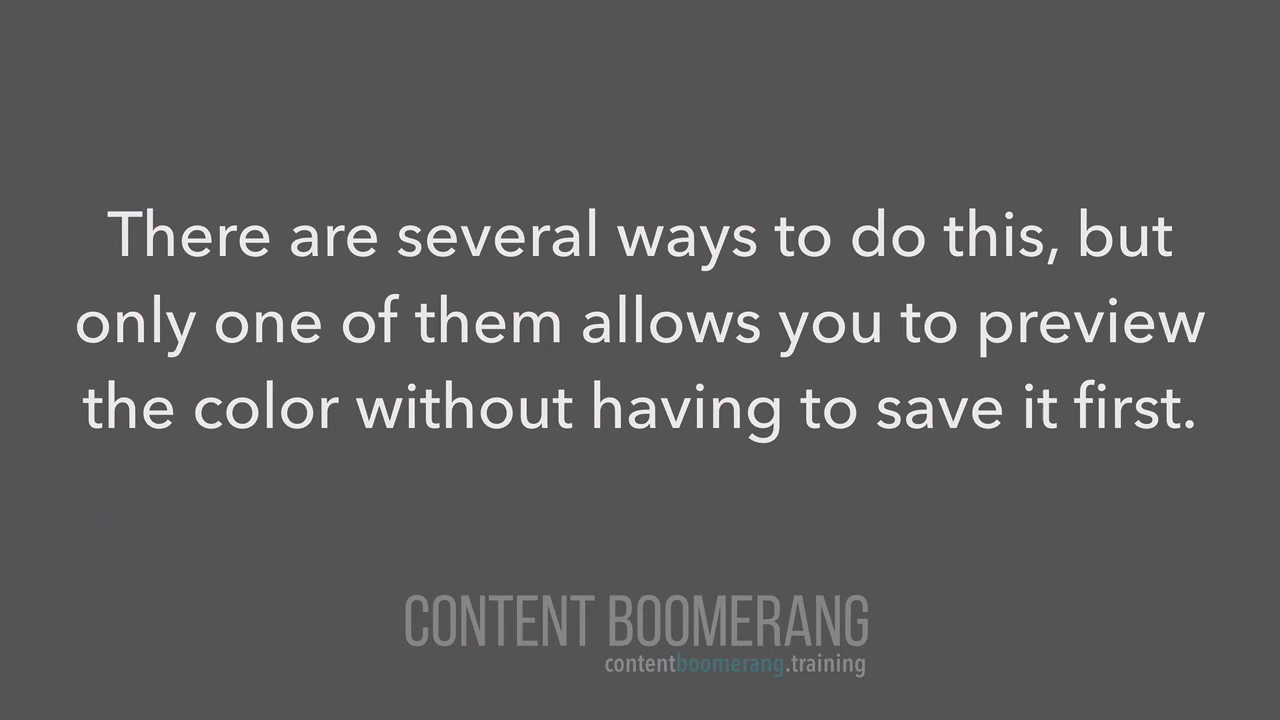 There are several ways to do this, but
only one of them allows you to preview
the color without having to save it first.
CONTENT BOOMERANG
contentboomerang.training